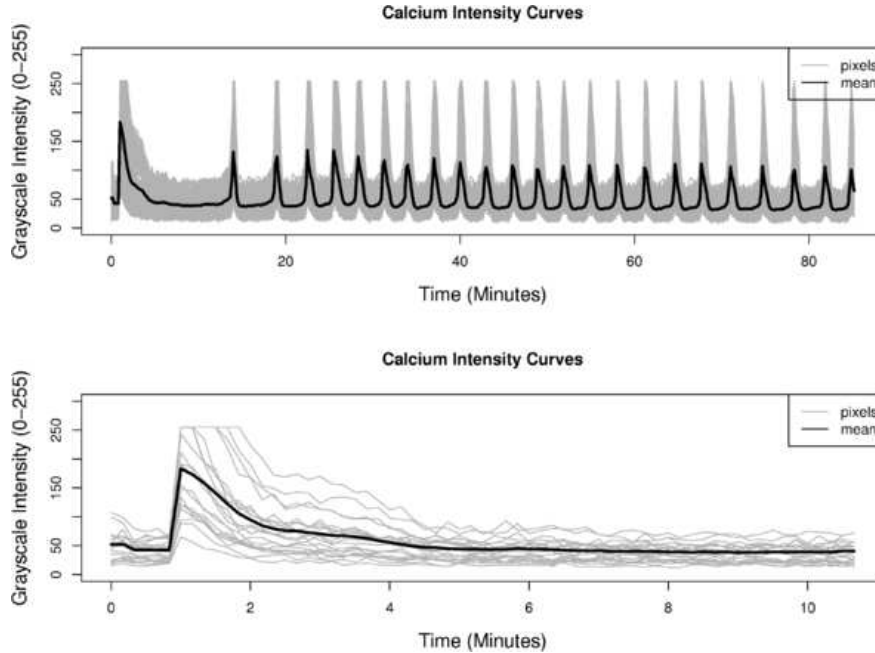 Calcium Intensity Curves
Grayscale Intensity (0−255)
250
150
50
0
pixels
mean
0
20
40
60
80
Time (Minutes)
Calcium Intensity Curves
Grayscale Intensity (0−255)
250
150
50
0
pixels
mean
0
2
4
6
8
10
Time (Minutes)